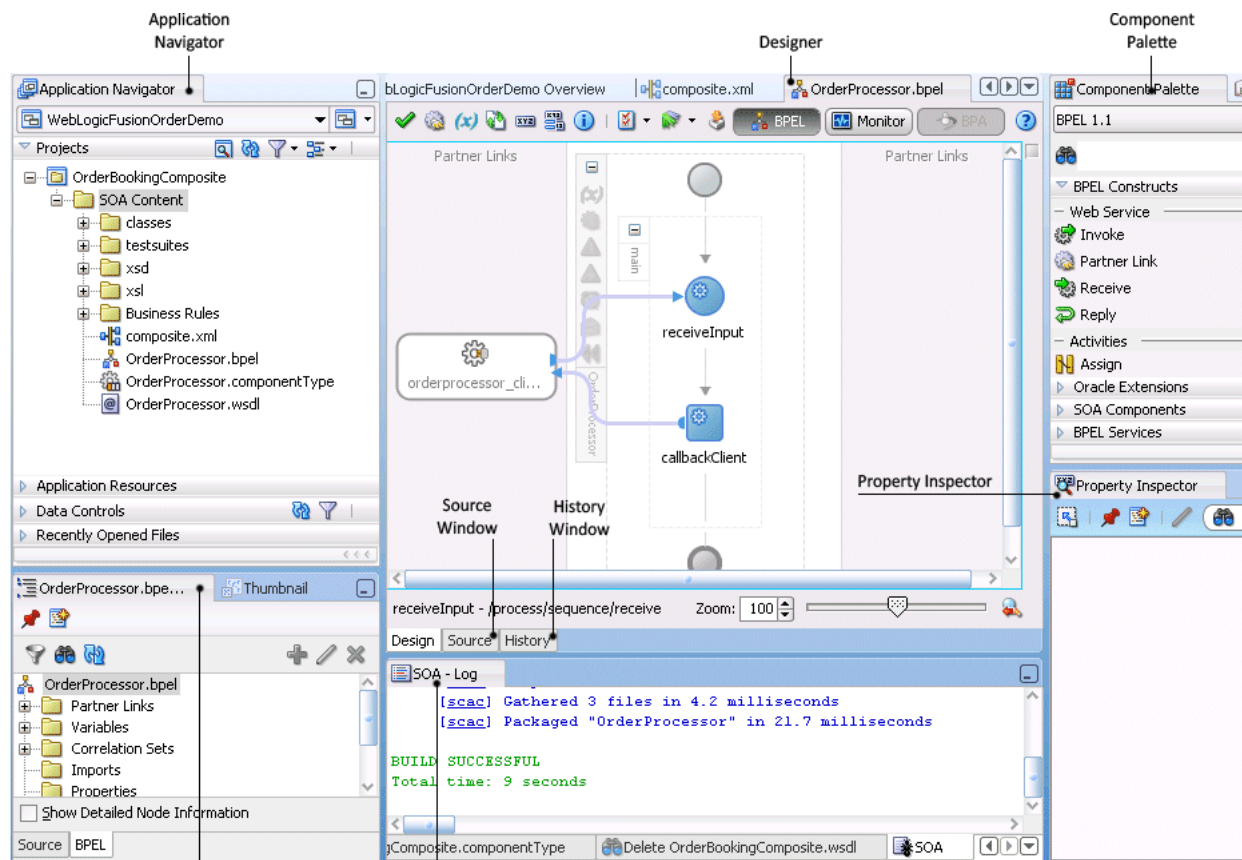 Application
Navigator
Designer
Component
Palette
Application Navigator
WebLogicFusionOrderDemo
Projects
OrderBookingComposite
SOA Content
classes
testsuites
xsd
xsl
Business Rules
composite.xml
OrderProcessor.bpel
OrderProcessor.componentType
OrderProcessor.wsdl
Application Resources
Data Controls
Recently Opened Files
OrderProcessor.bpe...
Thumbnail
OrderProcessor.bpel
Partner Links
Variables
Correlation Sets
Imports
Properties
Show Detailed Node Information
Source
BPEL
bLogicFusionOrderDemo Overview
composite.xml
OrderProcessor.bpel
BPEL
Monitor
BPA
Partner Links
Partner Links
main
receiveInput
orderprocessor_cli...
OrderProcessor
callbackClient
Source
Window
History
Window
receiveInput - /process/sequence/receive
Zoom: 100
Design
Source
History
SOA - Log
[scac] Gathered 3 files in 4.2 milliseconds
[scac] Packaged "OrderProcessor" in 21.7 milliseconds
BUILD SUCCESSFUL
Total time: 9 seconds
gComposite.componentType
Delete OrderBookingComposite.wsdl
SOA
Component Palette
BPEL 1.1
BPEL Constructs
Web Service
Invoke
Partner Link
Receive
Reply
Activities
Assign
Oracle Extensions
SOA Components
BPEL Services
Property Inspector
Property Inspector